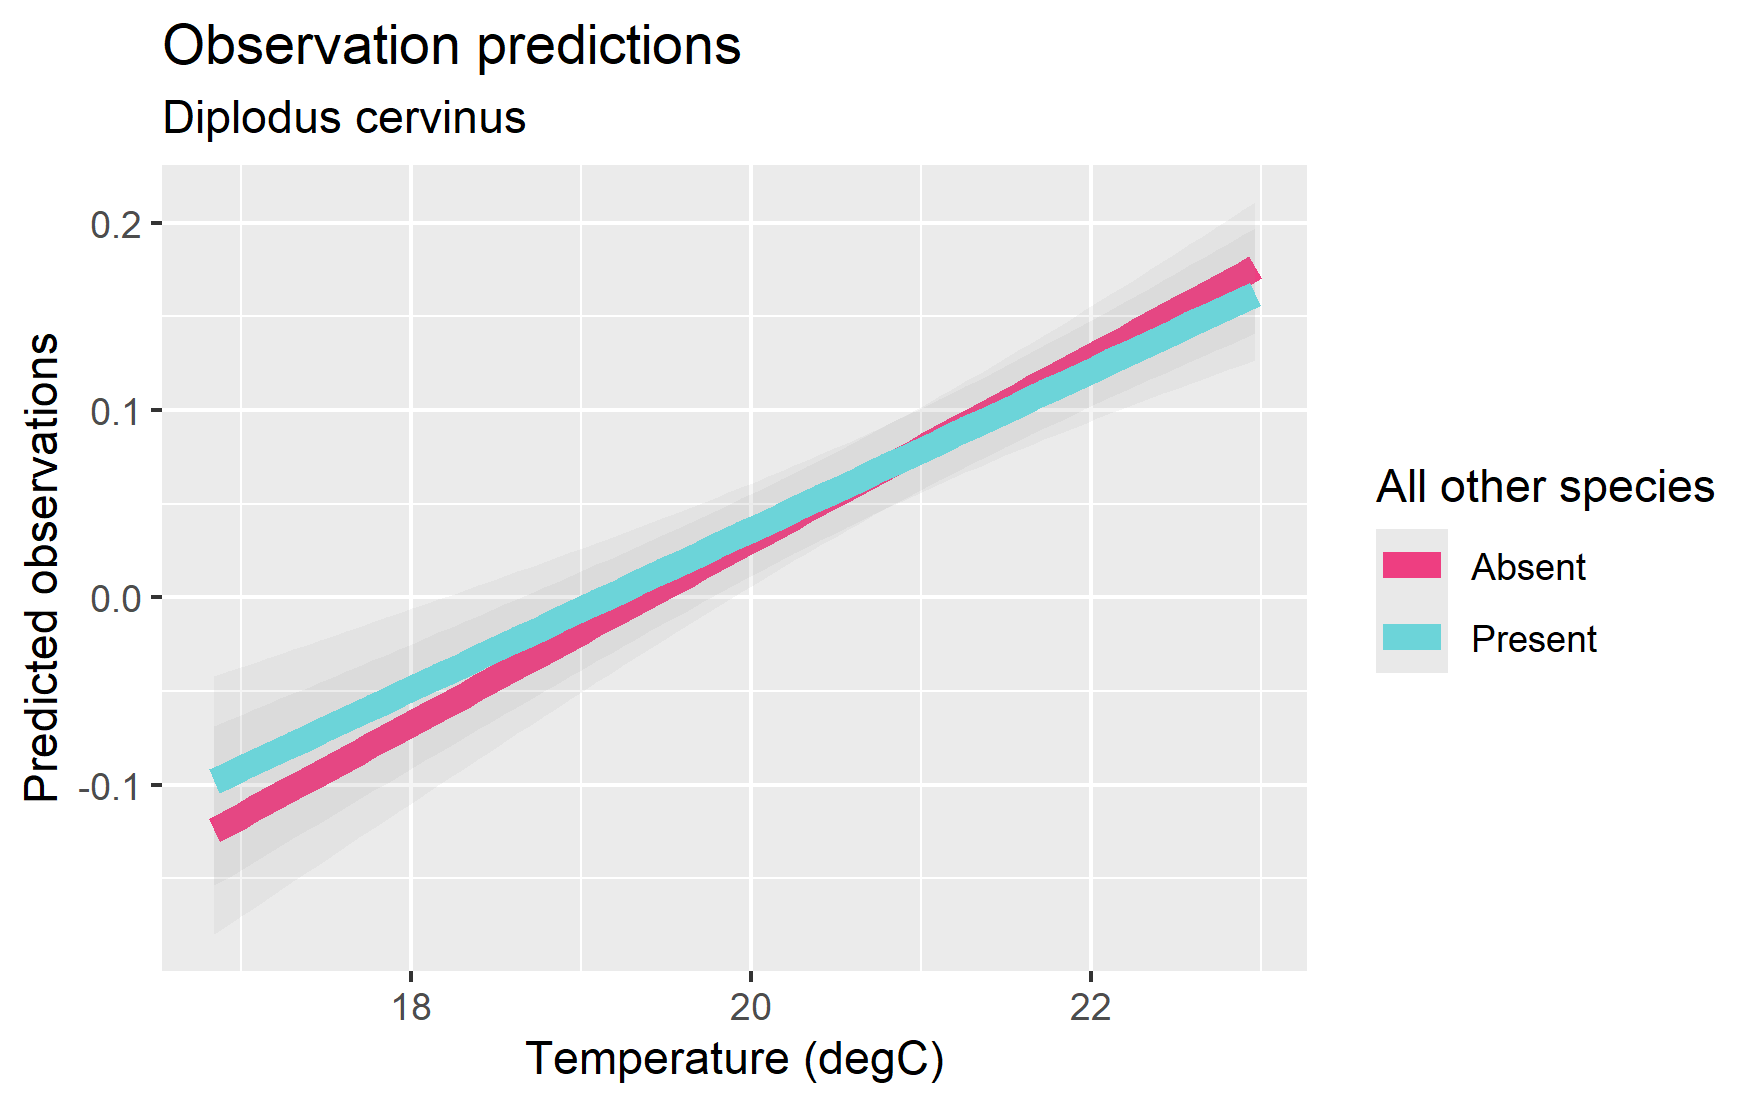 Observation predictions
Diplodus cervinus
Predicted observations
0.2
0.1
0.0
-0.1
18 20 22
Temperature (degC)
All other species
Absent
Present